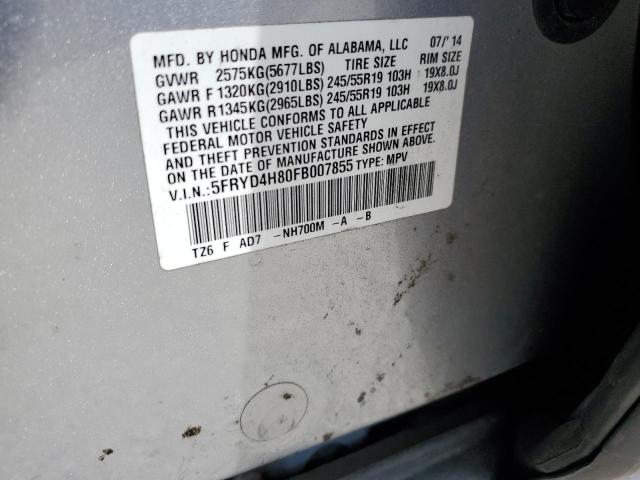 MFD. BY HONDA MFG. OF ALABAMA, LLC 07/'14
GVWR 2575KG(5677LBS) TIRE SIZE RIM SIZE
GAWR F1320KG(2910LBS) 245/55R19 103H 19X8.0J
GAWR R1345KG(2965LBS) 245/55R19 103H 19X8.0J
THIS VEHICLE CONFORMS TO ALL APPLICABLE
FEDERAL MOTOR VEHICLE SAFETY
AND THEFT PREVENTION STANDARDS IN EFFECT
ON THE DATE OF MANUFACTURE SHOWN ABOVE.
V.I.N.:5FRYD4H80FB007855 TYPE: MPV
TZ6 F AD7 -NH700M -A -B